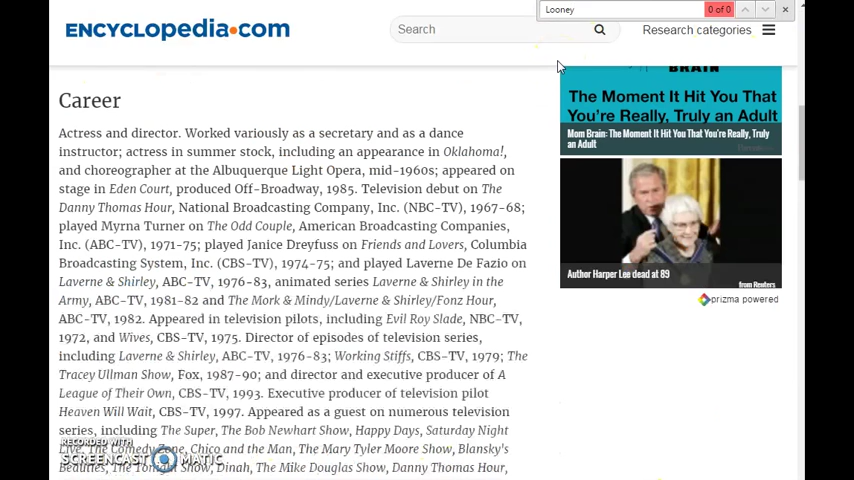 Looney
0 of 0
ENCYCLOPEDIA.com
Search
Research categories
BRAIN
The Moment It Hit You That
You're Really, Truly an Adult
Mom Brain: The Moment It Hit You That You're Really, Truly
an Adult
Author Harper Lee dead at 89
from Reuters
prizma powered
Career
Actress and director. Worked variously as a secretary and as a dance
instructor; actress in summer stock, including an appearance in Oklahoma!,
and choreographer at the Albuquerque Light Opera, mid-1960s; appeared on
stage in Eden Court, produced Off-Broadway, 1985. Television debut on The
Danny Thomas Hour, National Broadcasting Company, Inc. (NBC-TV), 1967-68;
played Myrna Turner on The Odd Couple, American Broadcasting Companies,
Inc. (ABC-TV), 1971-75; played Janice Dreyfuss on Friends and Lovers, Columbia
Broadcasting System, Inc. (CBS-TV), 1974-75; and played Laverne De Fazio on
Laverne & Shirley, ABC-TV, 1976-83, animated series Laverne & Shirley in the
Army, ABC-TV, 1981-82 and The Mork & Mindy/Laverne & Shirley/Fonz Hour,
ABC-TV, 1982. Appeared in television pilots, including Evil Roy Slade, NBC-TV,
1972, and Wives, CBS-TV, 1975. Director of episodes of television series,
including Laverne & Shirley, ABC-TV, 1976-83; Working Stiffs, CBS-TV, 1979; The
Tracey Ullman Show, Fox, 1987-90; and director and executive producer of A
League of Their Own, CBS-TV, 1993. Executive producer of television pilot
Heaven Will Wait, CBS-TV, 1997. Appeared as a guest on numerous television
series, including The Super, The Bob Newhart Show, Happy Days, Saturday Night
Live, The Comedy Zone, Chico and the Man, The Mary Tyler Moore Show, Blansky's
Beauties, The Tonight Show, Dinah, The Mike Douglas Show, Danny Thomas Hour,
RECORDED WITH
SCREENCAST MATIC